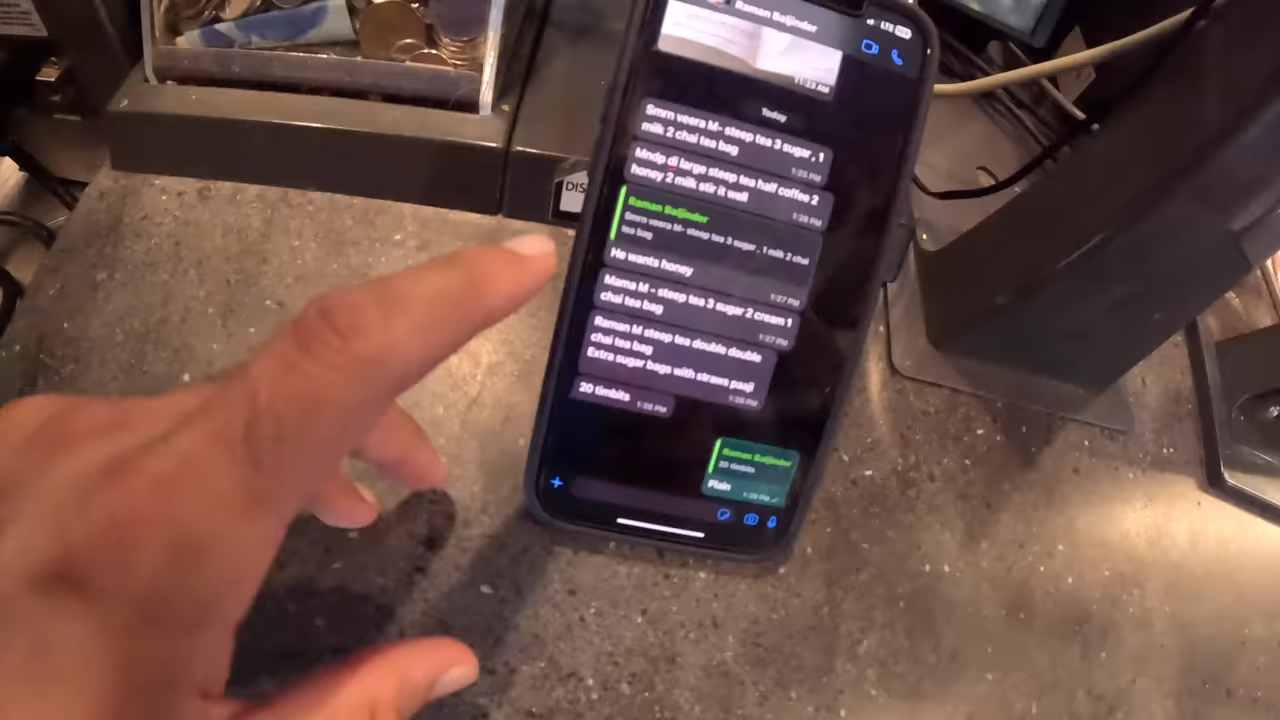 Raman Baljinder
LTE
11:23 AM
Today
Smrn veera M- steep tea 3 sugar , 1
milk 2 chai tea bag
1:25 PM
Mndp di large steep tea half coffee 2
honey 2 milk stir it well
1:26 PM
Raman Baljinder
Smrn veera M- steep tea 3 sugar , 1 milk 2 chai
tea bag
He wants honey
1:27 PM
Mama M - steep tea 3 sugar 2 cream 1
chai tea bag
1:27 PM
Raman M steep tea double double
chai tea bag
Extra sugar bags with straws paaji
1:28 PM
20 timbits
1:28 PM
Raman Baljinder
20 timbits
Plain
1:29 PM
DIS